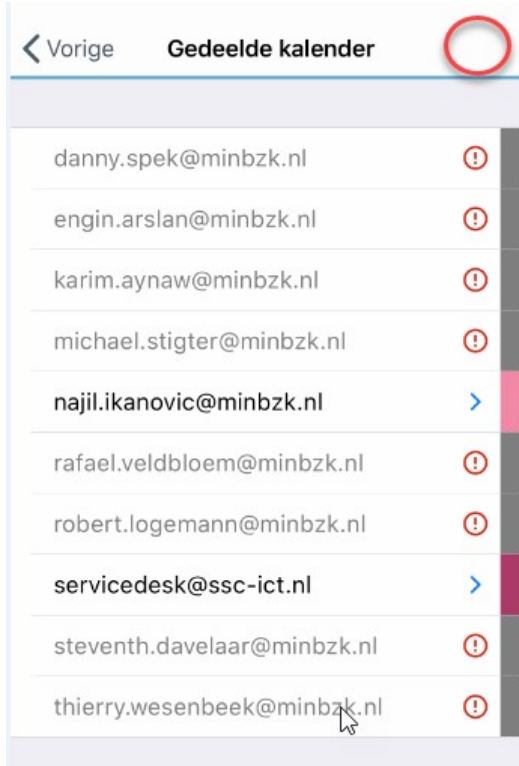 Vorige Gedeelde kalender
danny.spek@minbzk.nl
engin.arslan@minbzk.nl
karim.aynaw@minbzk.nl
michael.stigter@minbzk.nl
najil.ikanovic@minbzk.nl
rafael.veldbloem@minbzk.nl
robert.logemann@minbzk.nl
servicedesk@ssc-ict.nl
steventh.davelaar@minbzk.nl
thierry.wesenbeek@minbzk.nl